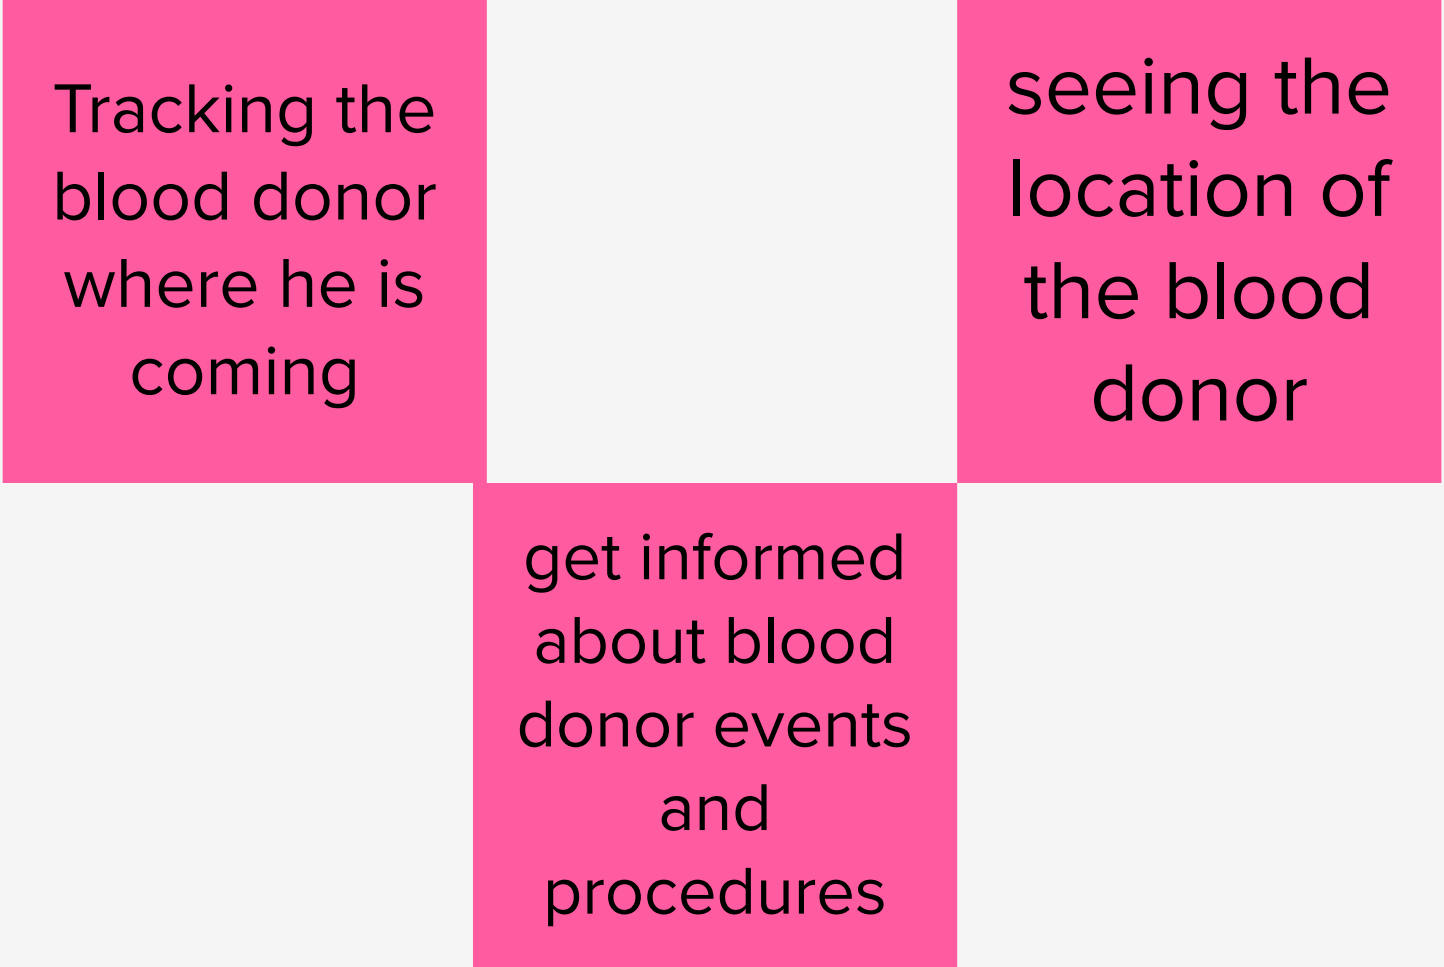 Tracking the
blood donor
where he is
coming
seeing the
location of
the blood
donor
get informed
about blood
donor events
and
procedures